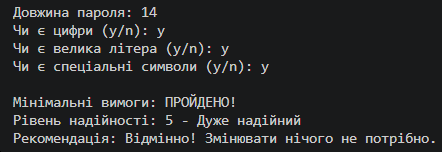 Довжина пароля: 14
Чи є цифри (y/n): y
Чи є велика літера (y/n): y
Чи є спеціальні символи (y/n): y
Мінімальні вимоги: ПРОЙДЕНО!
Рівень надійності: 5 - Дуже надійний
Рекомендація: Відмінно! Змінювати нічого не потрібно.